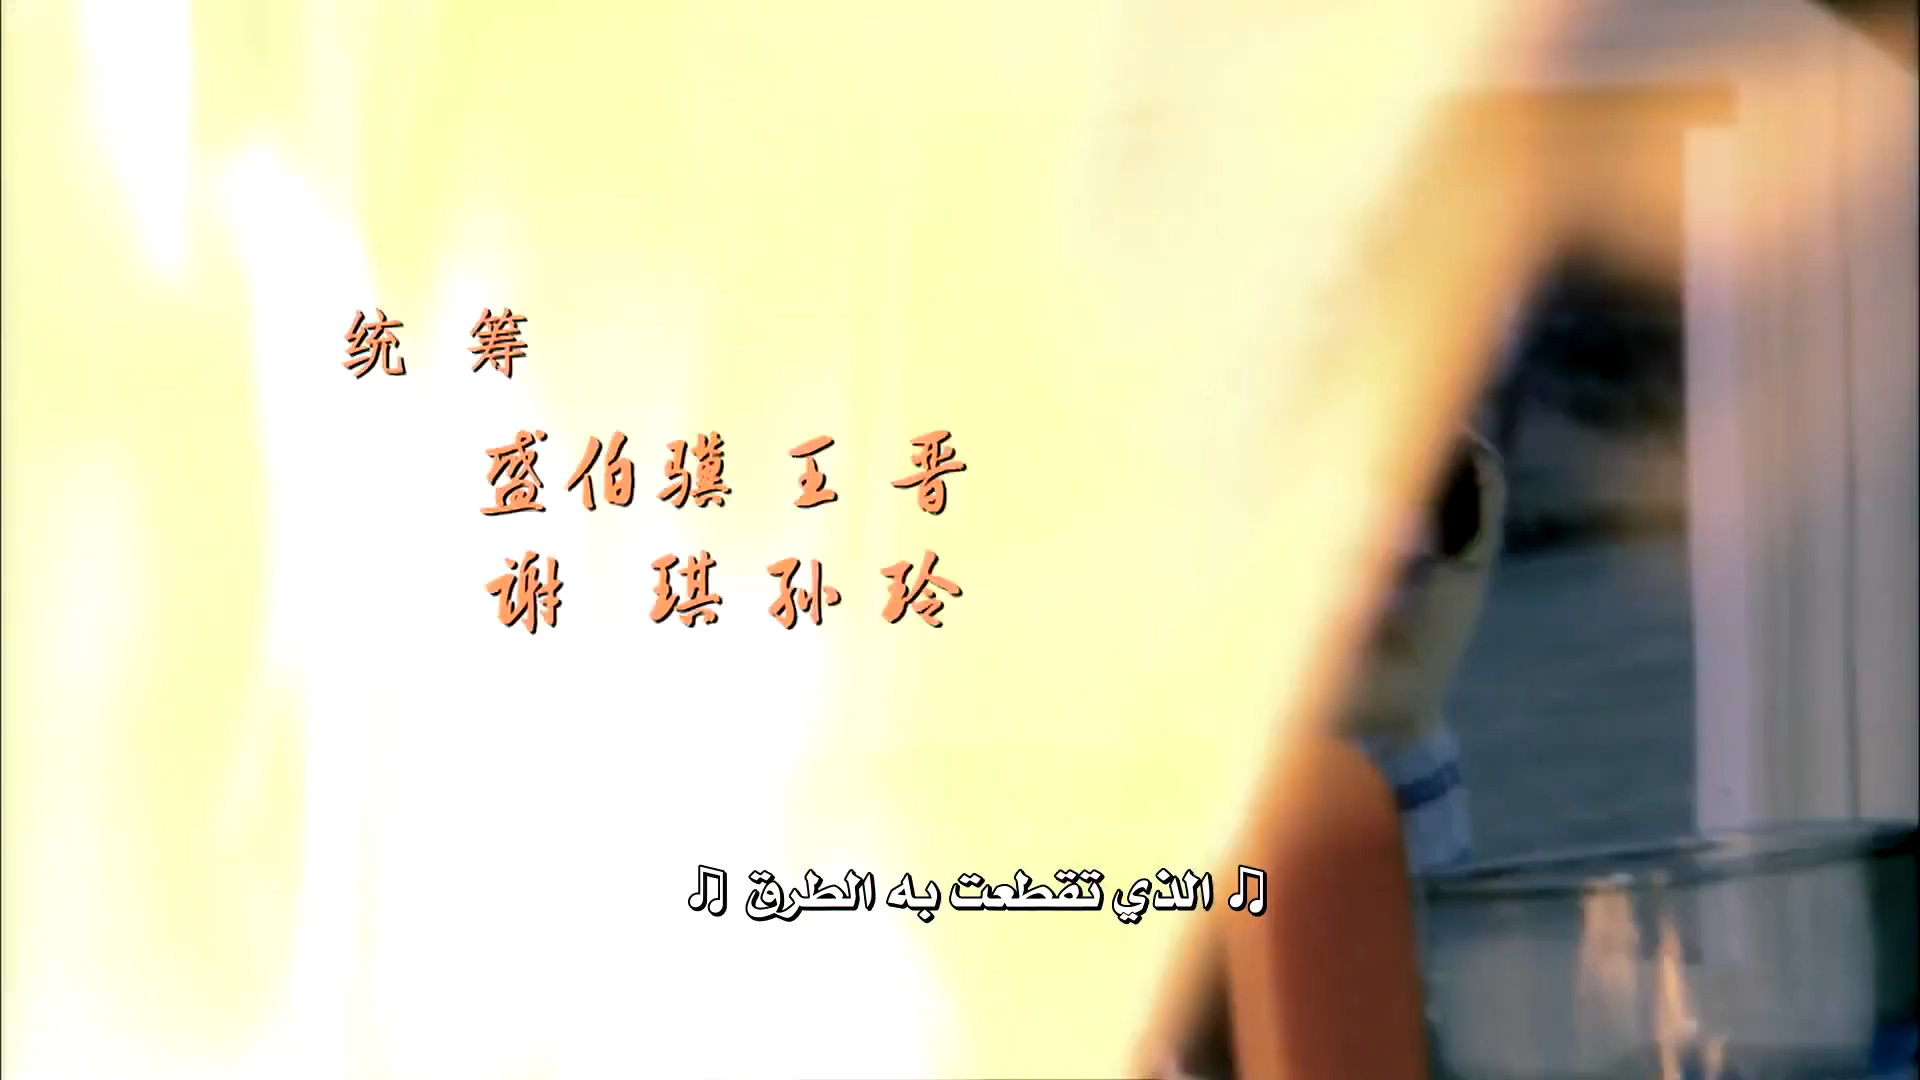 统 筹
盛伯骥 王 晋
谢 琪 孙 玲
♫ الذي تقطعت به الطرق ♫